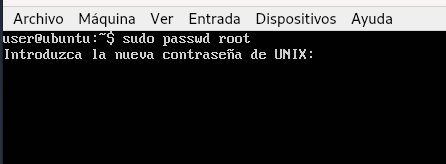 Archivo Máquina Ver Entrada Dispositivos Ayuda
user@ubuntu:~$ sudo passwd root
Introduzca la nueva contraseña de UNIX: